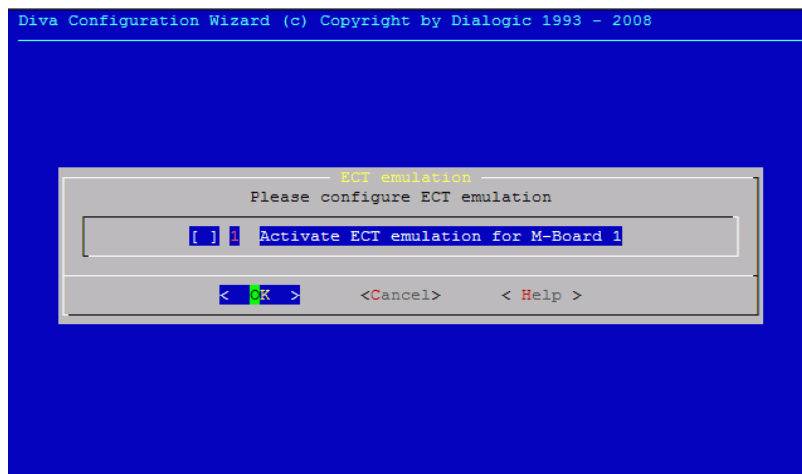 Diva Configuration Wizard (c) Copyright by Dialogic 1993 - 2008
ECT emulation
Please configure ECT emulation
[ ] 1 Activate ECT emulation for M-Board 1
< OK > <Cancel> < Help >